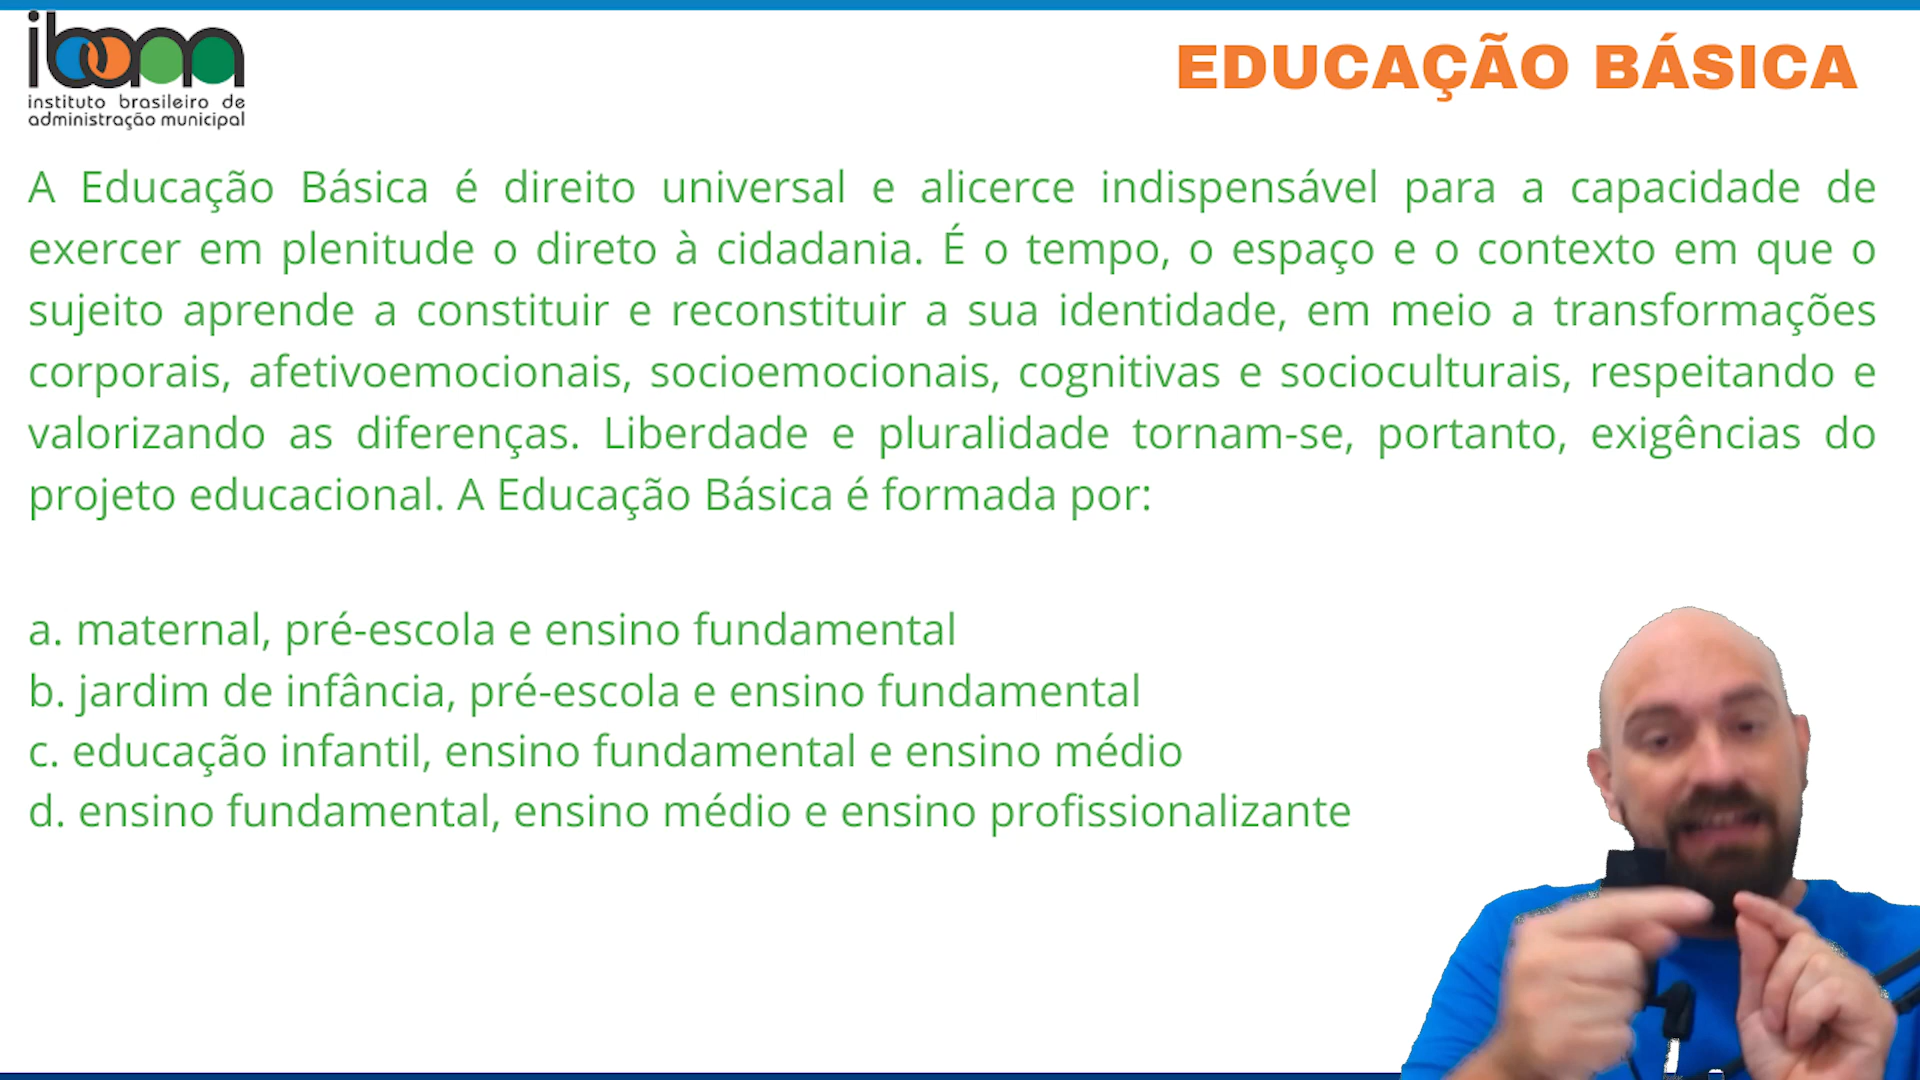 ibam
instituto brasileiro de
administração municipal
EDUCAÇÃO BÁSICA
A Educação Básica é direito universal e alicerce indispensável para a capacidade de
exercer em plenitude o direto à cidadania. É o tempo, o espaço e o contexto em que o
sujeito aprende a constituir e reconstituir a sua identidade, em meio a transformações
corporais, afetivoemocionais, socioemocionais, cognitivas e socioculturais, respeitando e
valorizando as diferenças. Liberdade e pluralidade tornam-se, portanto, exigências do
projeto educacional. A Educação Básica é formada por:
a. maternal, pré-escola e ensino fundamental
b. jardim de infância, pré-escola e ensino fundamental
c. educação infantil, ensino fundamental e ensino médio
d. ensino fundamental, ensino médio e ensino profissionalizante